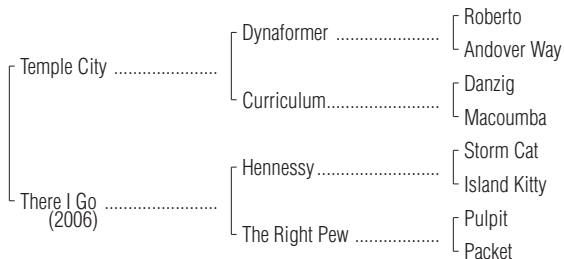 Roberto
Dynaformer ..................
Andover Way
Temple City ..................
Danzig
Curriculum....................
Macoumba
Storm Cat
Hennessy.....................
Island Kitty
There I Go ....................
(2006)
Pulpit
The Right Pew ..............
Packet